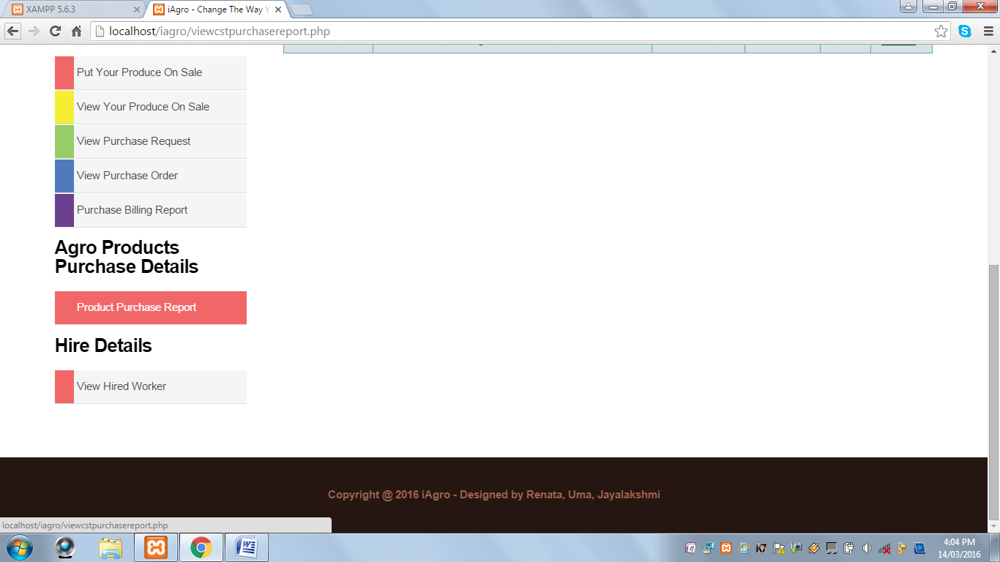 XAMPP 5.6.3
iAgro - Change The Way Y
localhost/iagro/viewcstpurchasereport.php
Put Your Produce On Sale
View Your Produce On Sale
View Purchase Request
View Purchase Order
Purchase Billing Report
Agro Products
Purchase Details
Product Purchase Report
Hire Details
View Hired Worker
Copyright @ 2016 iAgro - Designed by Renata, Uma, Jayalakshmi
localhost/iagro/viewcstpurchasereport.php
4:04 PM
14/03/2016